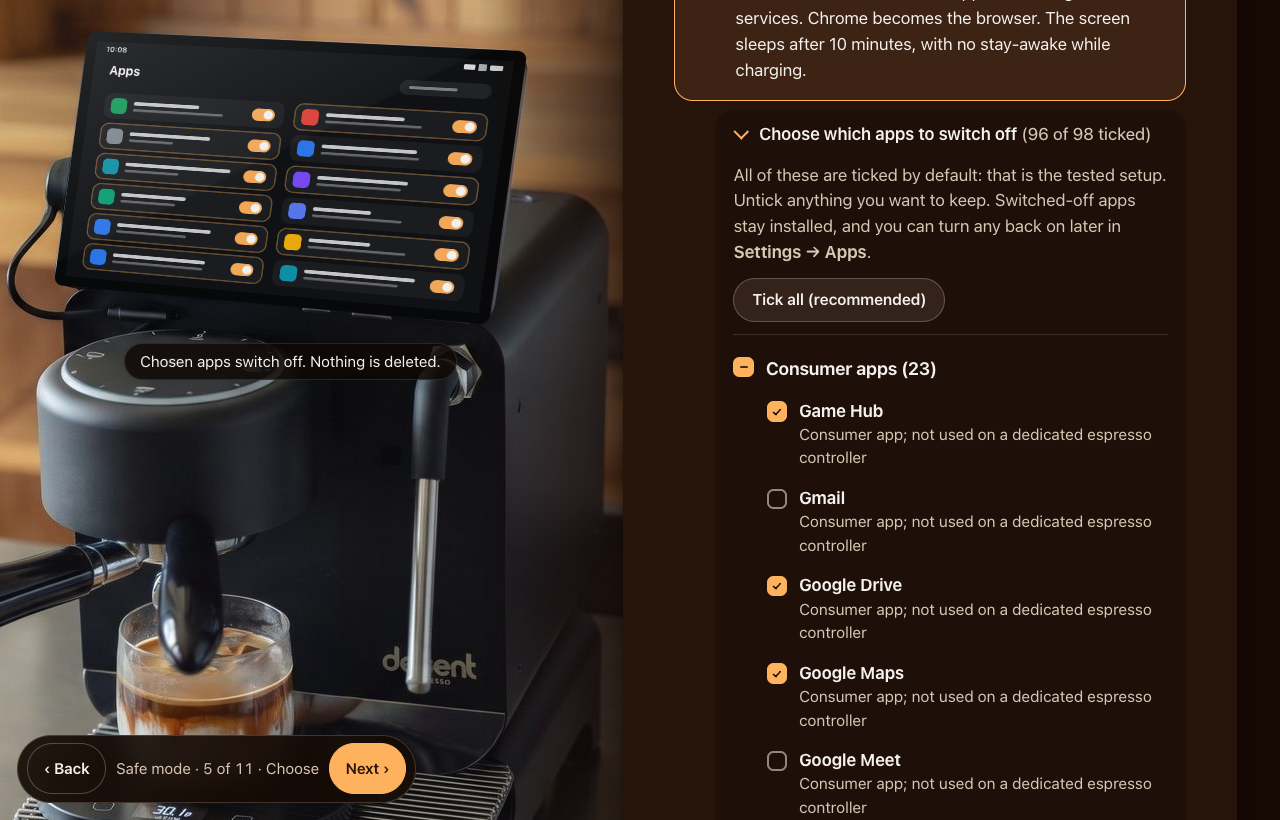 10:08
Apps
Chosen apps switch off. Nothing is deleted.
decent
30.1
‹ Back
Safe mode · 5 of 11 · Choose
Next ›
services. Chrome becomes the browser. The screen
sleeps after 10 minutes, with no stay-awake while
charging.
Choose which apps to switch off (96 of 98 ticked)
All of these are ticked by default: that is the tested setup.
Untick anything you want to keep. Switched-off apps
stay installed, and you can turn any back on later in
Settings → Apps.
Tick all (recommended)
Consumer apps (23)
Game Hub
Consumer app; not used on a dedicated espresso
controller
Gmail
Consumer app; not used on a dedicated espresso
controller
Google Drive
Consumer app; not used on a dedicated espresso
controller
Google Maps
Consumer app; not used on a dedicated espresso
controller
Google Meet
Consumer app; not used on a dedicated espresso
controller